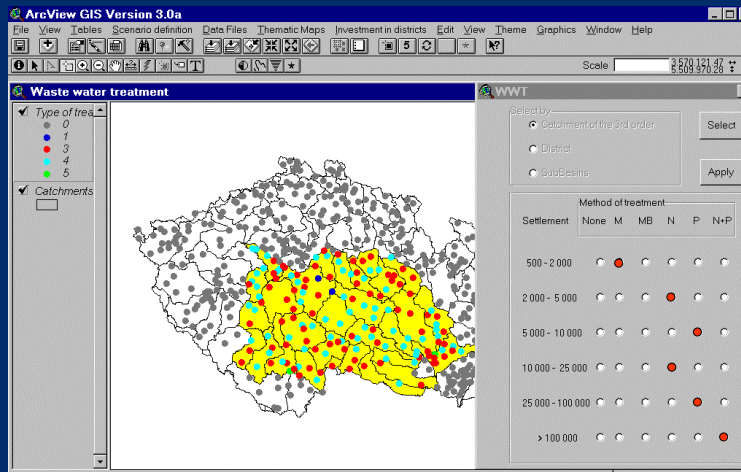 ArcView GIS Version 3.0a
File View Tables Scenario definition Data Files Thematic Maps Investment in districts Edit View Theme Graphics Window Help
5
T
Scale
3,570,121.47
5,509,970.28
Waste water treatment
Type of trea
0
1
3
4
5
Catchments
WWT
Select by
Catchment of the 3rd order
District
SubBasins
Select
Apply
Method of treatment
Settlement None M MB N P N+P
500 - 2 000
2 000 - 5 000
5 000 - 10 000
10 000 - 25 000
25 000 - 100 000
> 100 000